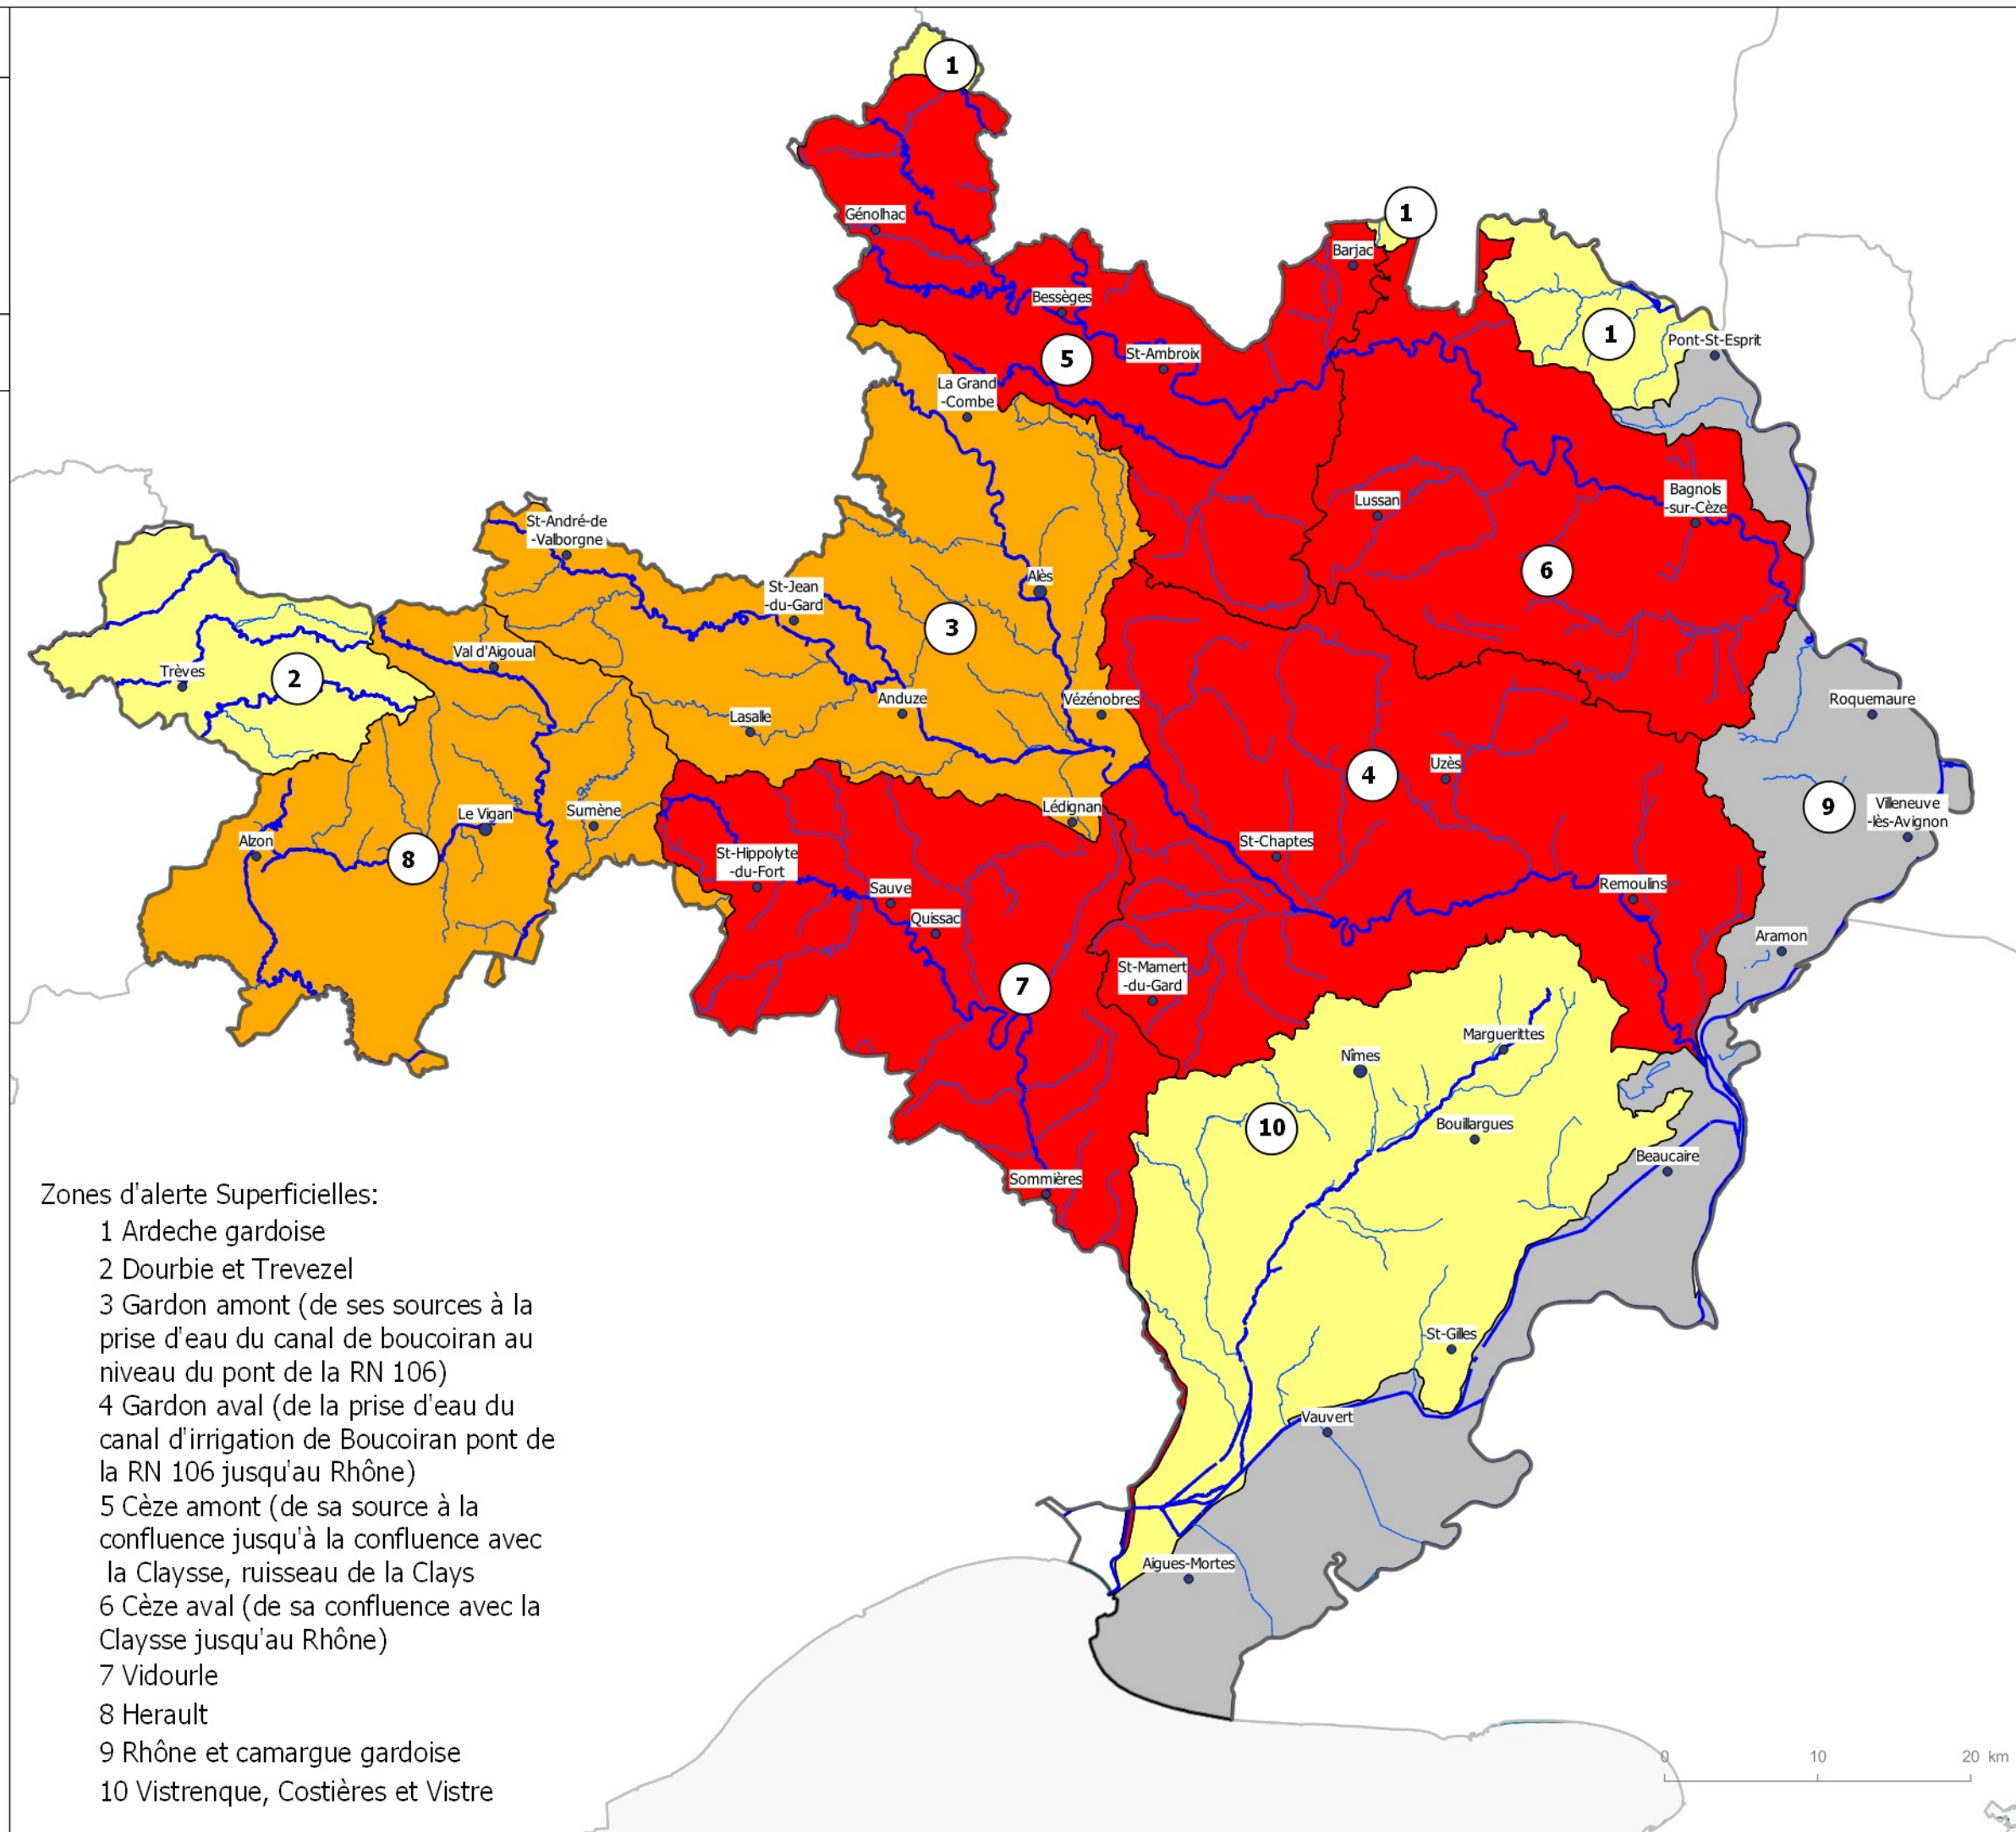 1
1
Génolhac
Barjac
Bessèges
1
Pont-St-Esprit
5
St-Ambroix
La Grand
-Combe
Lussan
Bagnols
-sur-Cèze
St-André-de
-Valborgne
6
Alès
St-Jean
-du-Gard
3
Val d'Aigoual
Trèves
2
Anduze
Vézénobres
Roquemaure
Lasalle
Uzès
4
9
Villeneuve
-lès-Avignon
Lédignan
Le Vigan
Sumène
Alzon
8
St-Chaptes
St-Hippolyte
-du-Fort
Sauve
Remoulins
Quissac
Aramon
7
St-Mamert
-du-Gard
Marguerittes
Nîmes
10
Bouillargues
Beaucaire
Sommières
St-Gilles
Vauvert
Aigues-Mortes
Zones d'alerte Superficielles:
1 Ardeche gardoise
2 Dourbie et Trevezel
3 Gardon amont (de ses sources à la
prise d'eau du canal de boucoiran au
niveau du pont de la RN 106)
4 Gardon aval (de la prise d'eau du
canal d'irrigation de Boucoiran pont de
la RN 106 jusqu'au Rhône)
5 Cèze amont (de sa source à la
confluence jusqu'à la confluence avec
la Claysse, ruisseau de la Clays
6 Cèze aval (de sa confluence avec la
Claysse jusqu'au Rhône)
7 Vidourle
8 Herault
9 Rhône et camargue gardoise
10 Vistrenque, Costières et Vistre
0 10 20 km